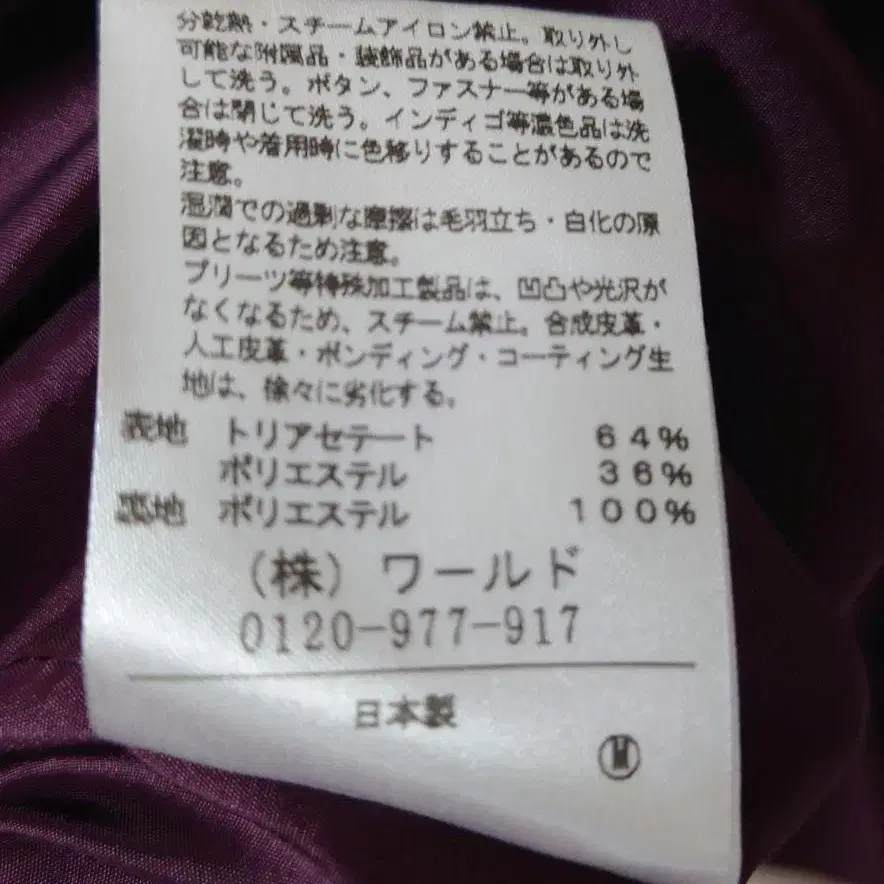 分乾熱・スチームアイロン禁止。取り外し
可能な附属品・装飾品がある場合は取り外
して洗う。ボタン、ファスナー等がある場
合は閉じて洗う。インディゴ等濃色品は洗
濯時や着用時に色移りすることがあるので
注意。
湿潤での過剰な摩擦は毛羽立ち・白化の原
因となるため注意。
プリーツ等特殊加工製品は、凹凸や光沢が
なくなるため、スチーム禁止。合成皮革・
人工皮革・ボンディング・コーティング生
地は、徐々に劣化する。
表地 トリアセテート 64%
ポリエステル 36%
裏地 ポリエステル 100%
(株) ワールド
0120-977-917
日本製